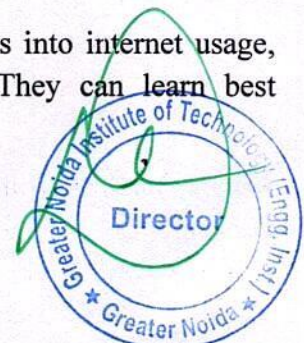 s into internet usage,
They can learn best
Greater Noida Institute of Technology (Engg. Inst.)
Director
★ Greater Noida ★